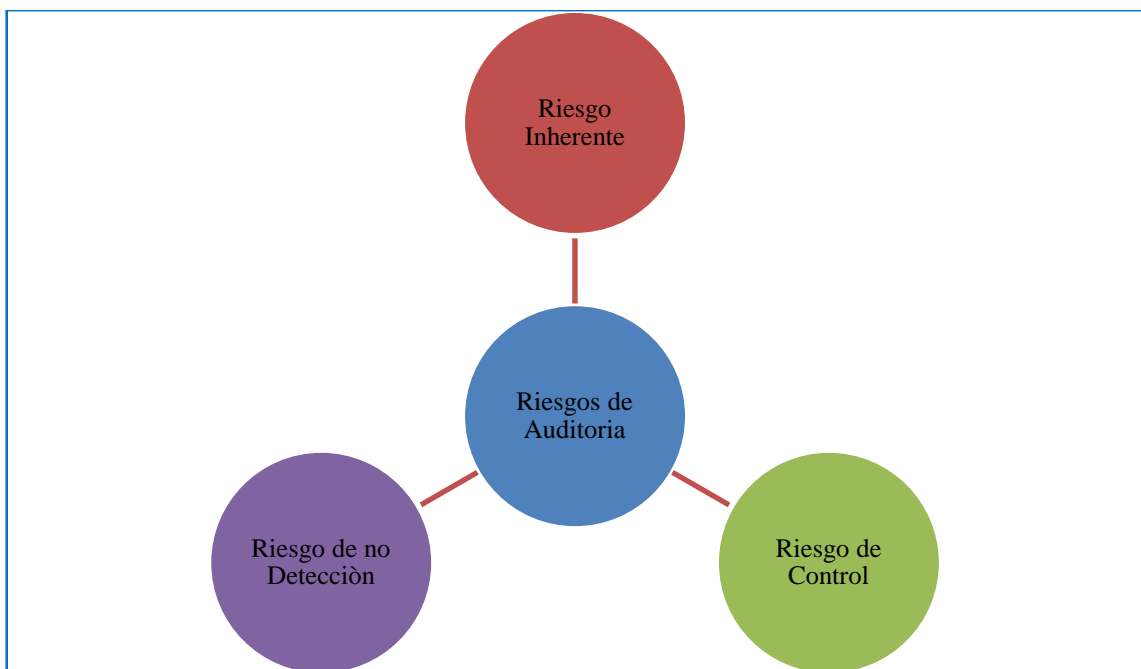 Riesgo
Inherente
Riesgos de
Auditoria
Riesgo de no
Detecciòn
Riesgo de
Control